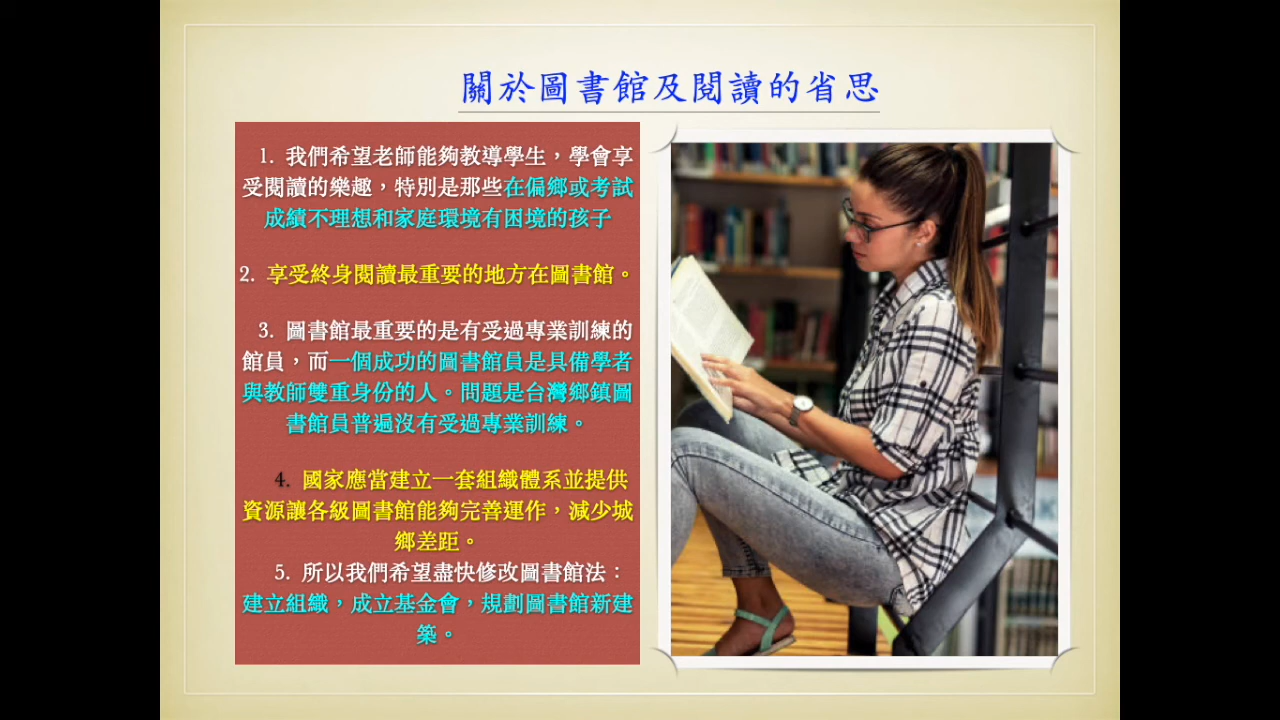 關於圖書館及閱讀的省思
1. 我們希望老師能夠教導學生，學會享
受閱讀的樂趣，特別是那些在偏鄉或考試
成績不理想和家庭環境有困境的孩子
2. 享受終身閱讀最重要的地方在圖書館。
3. 圖書館最重要的是有受過專業訓練的
館員，而一個成功的圖書館員是具備學者
與教師雙重身份的人。問題是台灣鄉鎮圖
書館員普遍沒有受過專業訓練。
4. 國家應當建立一套組織體系並提供
資源讓各級圖書館能夠完善運作，減少城
鄉差距。
5. 所以我們希望盡快修改圖書館法：
建立組織，成立基金會，規劃圖書館新建
築。